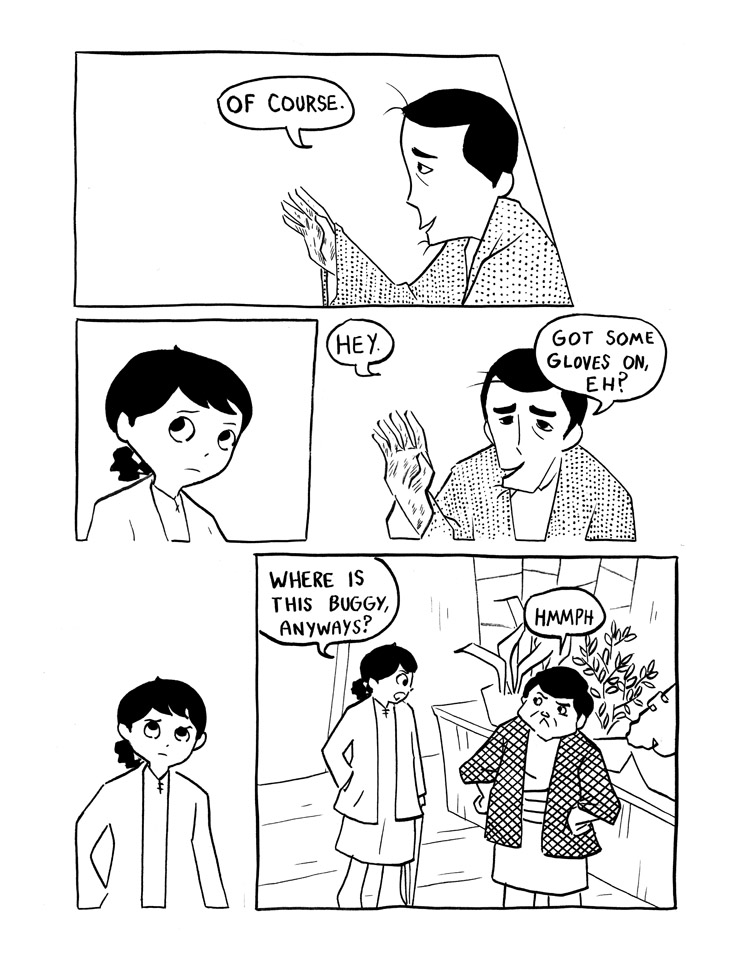 OF COURSE.
HEY.
GOT SOME
GLOVES ON,
EH?
WHERE IS
THIS BUGGY,
ANYWAYS?
HMMPH